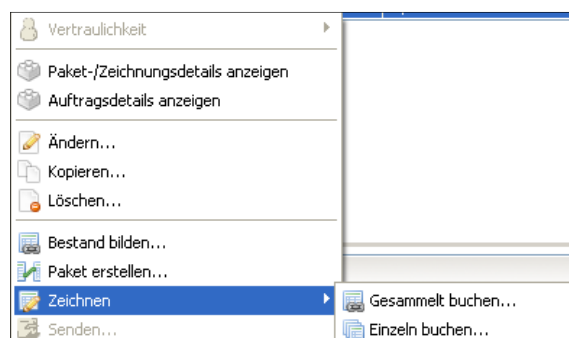 Vertraulichkeit
Paket-/Zeichnungsdetails anzeigen
Auftragsdetails anzeigen
Ändern...
Kopieren...
Löschen...
Bestand bilden...
Paket erstellen...
Zeichnen
Gesammelt buchen...
Senden...
Einzeln buchen...